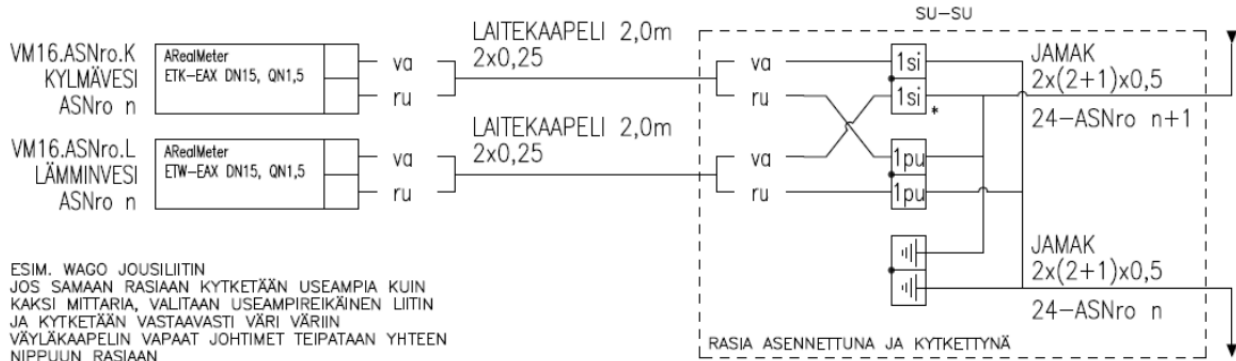 SU-SU
VM16.ASNro.K
KYLMÄVESI
ASNro n
ARealMeter
ETK-EAX DN15, QN1,5
va
ru
LAITEKAAPELI 2,0m
2x0,25
va
ru
1si
1si
*
JAMAK
2x(2+1)x0,5
24-ASNro n+1
VM16.ASNro.L
LÄMMINVESI
ASNro n
ARealMeter
ETW-EAX DN15, QN1,5
va
ru
LAITEKAAPELI 2,0m
2x0,25
va
ru
1pu
1pu
JAMAK
2x(2+1)x0,5
24-ASNro n
ESIM. WAGO JOUSILIITIN
JOS SAMAAN RASIAAN KYTKETÄÄN USEAMPIA KUIN
KAKSI MITTARIA, VALITAAN USEAMPIREIKÄINEN LIITIN
JA KYTKETÄÄN VASTAAVASTI VÄRI VÄRIIN
VÄYLÄKAAPELIN VAPAAT JOHTIMET TEIPATAAN YHTEEN
NIPPUUN RASIAAN
RASIA ASENNETTUNA JA KYTKETTYNÄ